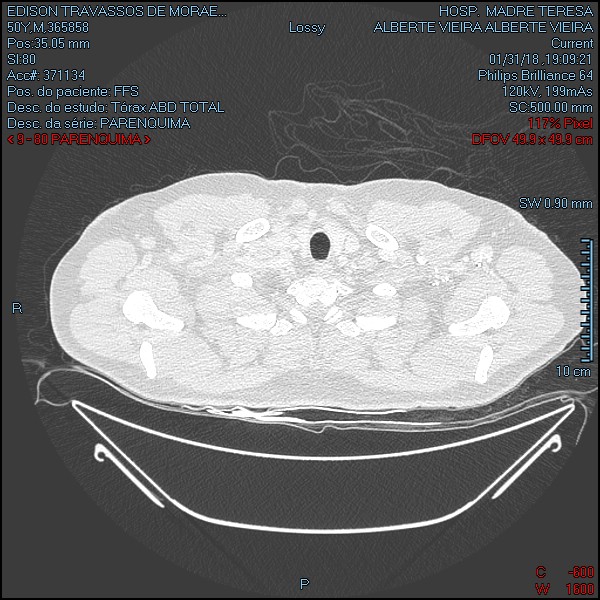 EDISON TRAVASSOS DE MORAE...
50Y,M,365858
Pos:35.05 mm
SI:80
Acc#: 371134
Pos. do paciente: FFS
Desc. do estudo: Tórax ABD TOTAL
Desc. da série: PARENQUIMA
< 9 - 80 PARENQUIMA >
Lossy
HOSP. MADRE TERESA
ALBERTE VIEIRA ALBERTE VIEIRA
Current
01/31/18 ,19:09:21
Philips Brilliance 64
120kV, 199mAs
SC:500.00 mm
117% Pixel
DFOV 49.9 x 49.9 cm
SW 0.90 mm
R
10 cm
P
C -600
W 1600